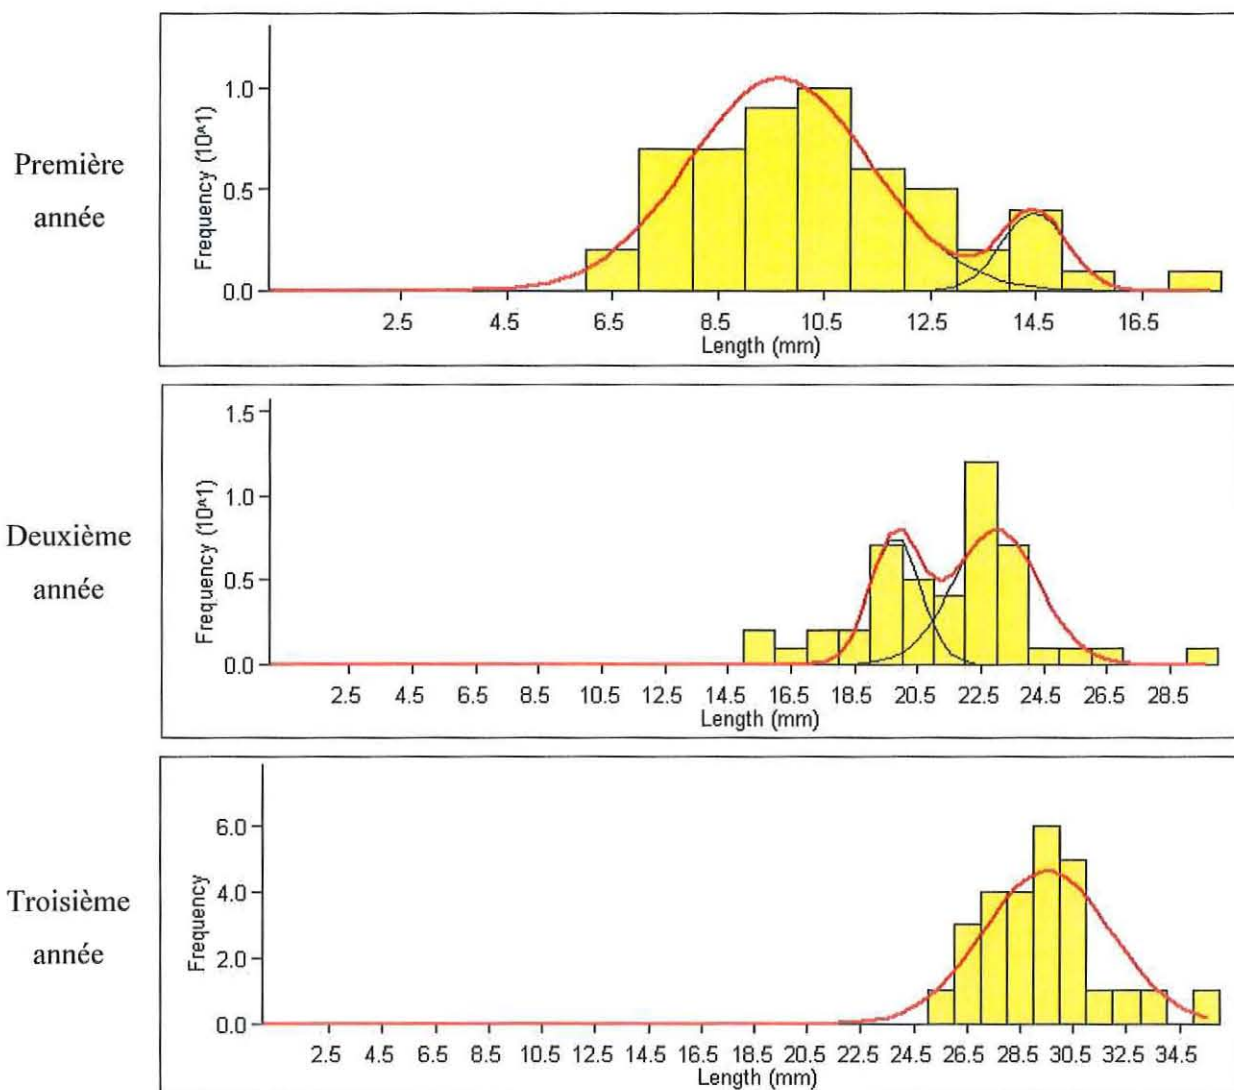 Première
année
Frequency (10^1)
1.0
0.5
0.0
2.5 4.5 6.5 8.5 10.5 12.5 14.5 16.5
Length (mm)
Deuxième
année
Frequency (10^1)
1.5
1.0
0.5
0.0
2.5 4.5 6.5 8.5 10.5 12.5 14.5 16.5 18.5 20.5 22.5 24.5 26.5 28.5
Length (mm)
Troisième
année
Frequency
6.0
4.0
2.0
0.0
2.5 4.5 6.5 8.5 10.5 12.5 14.5 16.5 18.5 20.5 22.5 24.5 26.5 28.5 30.5 32.5 34.5
Length (mm)